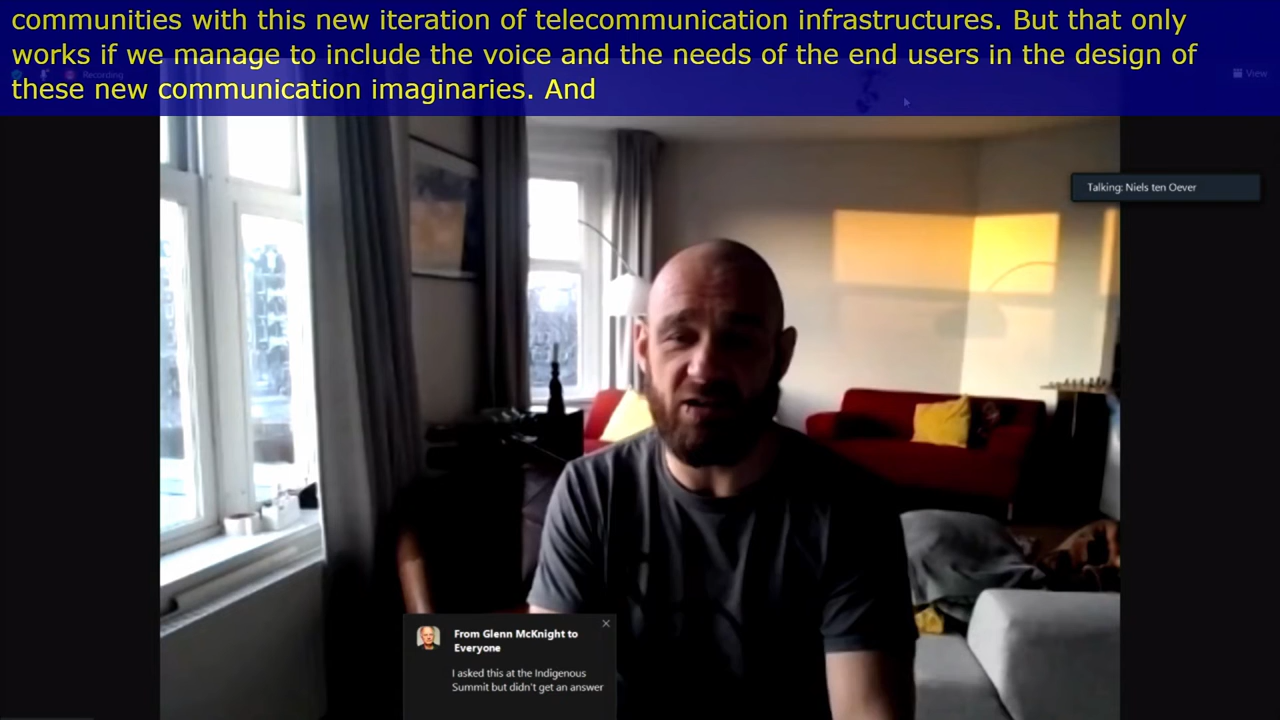 communities with this new iteration of telecommunication infrastructures. But that only
works if we manage to include the voice and the needs of the end users in the design of
these new communication imaginaries. And
Recording
View
Talking: Niels ten Oever
From Glenn McKnight to
Everyone
I asked this at the Indigenous
Summit but didn't get an answer